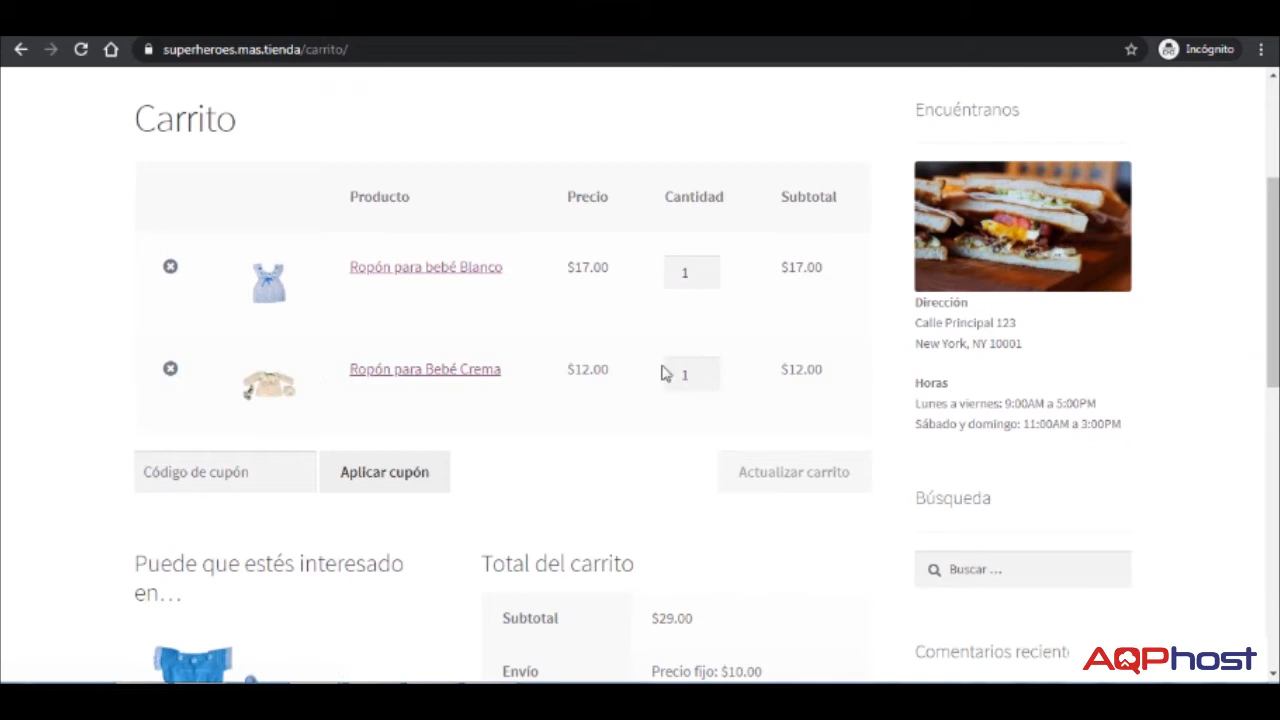 superheroes.mas.tienda/carrito/
Incógnito
Carrito
Producto Precio Cantidad Subtotal
Ropón para bebé Blanco $17.00 1 $17.00
Ropón para Bebé Crema $12.00 1 $12.00
Código de cupón Aplicar cupón Actualizar carrito
Puede que estés interesado
en…
Total del carrito
Subtotal $29.00
Envío Precio fijo: $10.00
Encuéntranos
Dirección
Calle Principal 123
New York, NY 10001
Horas
Lunes a viernes: 9:00AM a 5:00PM
Sábado y domingo: 11:00AM a 3:00PM
Búsqueda
Buscar …
Comentarios recient
AQPhost